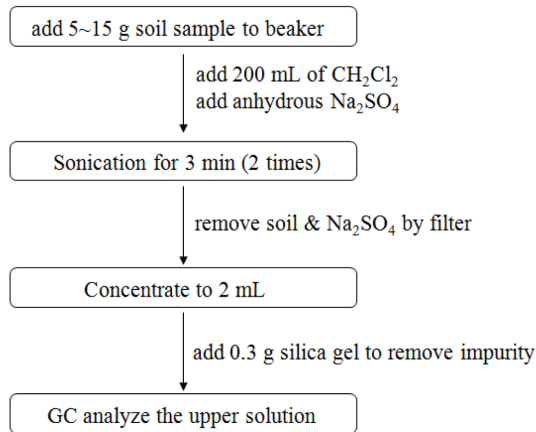 add 5~15 g soil sample to beaker
add 200 mL of CH₂Cl₂
add anhydrous Na₂SO₄
Sonication for 3 min (2 times)
remove soil & Na₂SO₄ by filter
Concentrate to 2 mL
add 0.3 g silica gel to remove impurity
GC analyze the upper solution